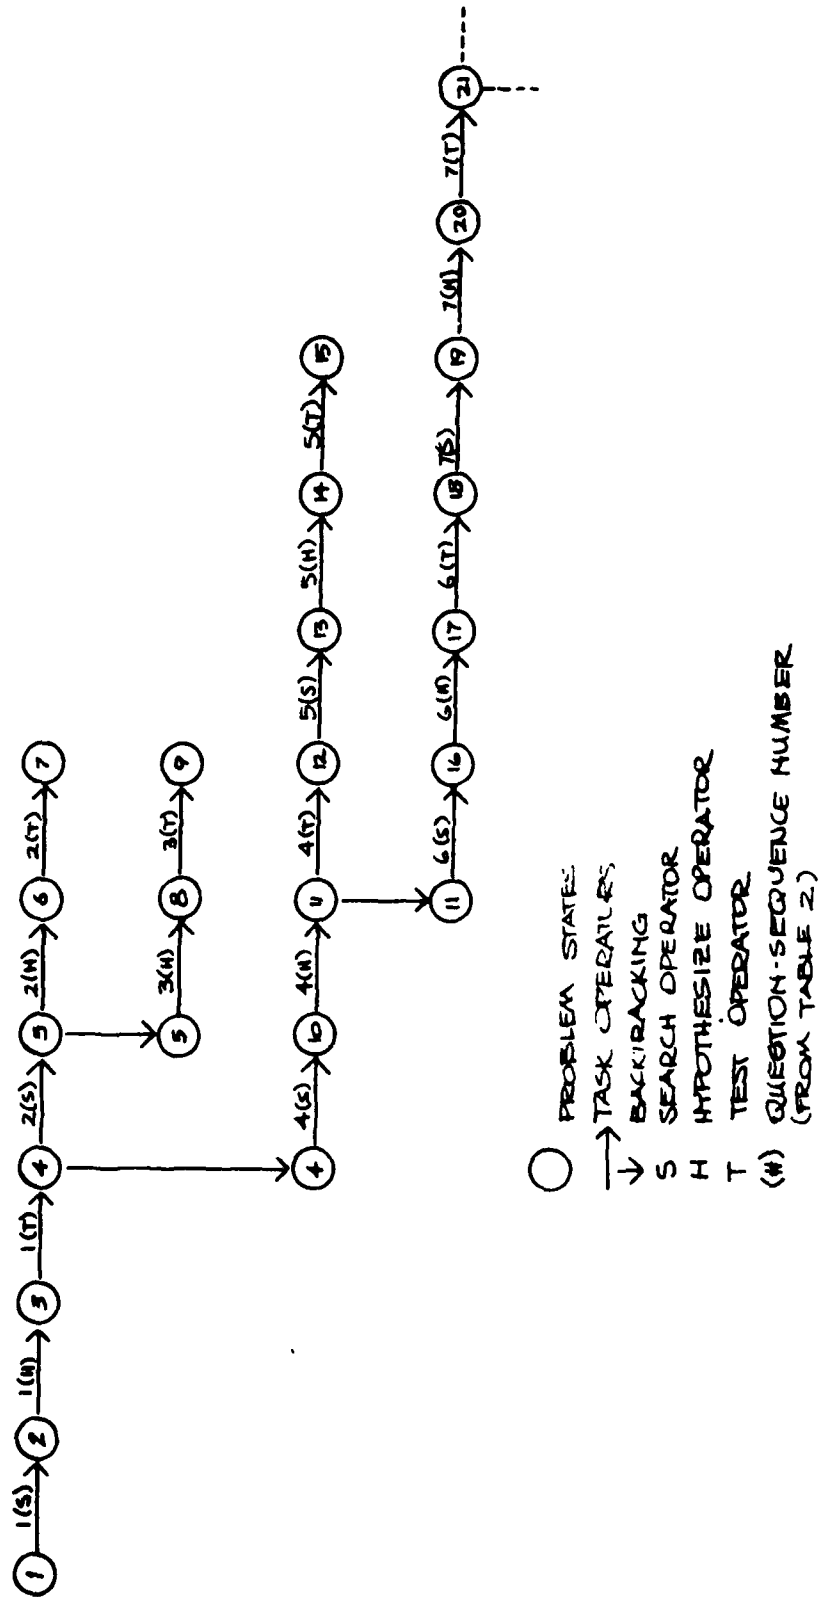 1 1(S) 2 1(H) 3 1(T) 4 2(S) 5 2(H) 6 2(T) 7
5 3(H) 8 3(T) 9
4 4(S) 10 4(H) 11 4(T) 12 5(S) 13 5(H) 14 5(T) 15
11 6(S) 16 6(H) 17 6(T) 18 7(S) 19 7(H) 20 7(T) 21
PROBLEM STATES
TASK OPERATORS
BACKTRACKING
S SEARCH OPERATOR
H HYPOTHESIZE OPERATOR
T TEST OPERATOR
(#) QUESTION-SEQUENCE NUMBER
(FROM TABLE 2)